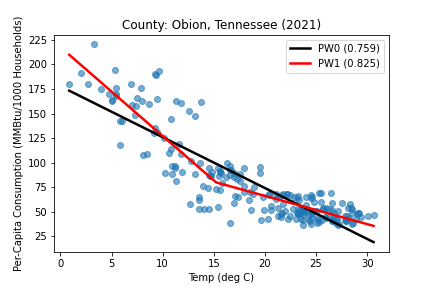 County: Obion, Tennessee (2021)
PW0 (0.759)
PW1 (0.825)
Per-Capita Consumption (MMBtu/1000 Households)
225
200
175
150
125
100
75
50
25
0 5 10 15 20 25 30
Temp (deg C)